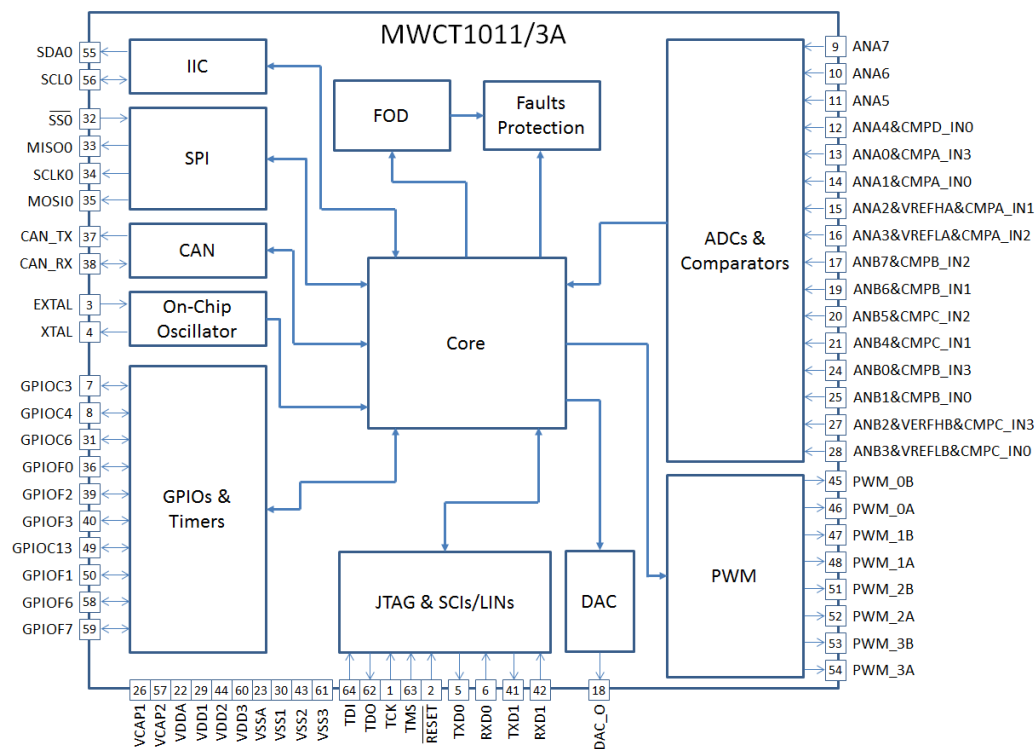 MWCT1011/3A
SDA0 55
SCL0 56
SS0 32
MISO0 33
SCLK0 34
MOSI0 35
CAN_TX 37
CAN_RX 38
EXTAL 3
XTAL 4
GPIOC3 7
GPIOC4 8
GPIOC6 31
GPIOF0 36
GPIOF2 39
GPIOF3 40
GPIOC13 49
GPIOF1 50
GPIOF6 58
GPIOF7 59
IIC
SPI
CAN
On-Chip
Oscillator
GPIOs &
Timers
FOD
Faults
Protection
Core
JTAG & SCIs/LINs
DAC
ADCs &
Comparators
PWM
9 ANA7
10 ANA6
11 ANA5
12 ANA4&CMPD_IN0
13 ANA0&CMPA_IN3
14 ANA1&CMPA_IN0
15 ANA2&VREFHA&CMPA_IN1
16 ANA3&VREFLA&CMPA_IN2
17 ANB7&CMPB_IN2
19 ANB6&CMPB_IN1
20 ANB5&CMPC_IN2
21 ANB4&CMPC_IN1
24 ANB0&CMPB_IN3
25 ANB1&CMPB_IN0
27 ANB2&VERFHB&CMPC_IN3
28 ANB3&VREFLB&CMPC_IN0
45 PWM_0B
46 PWM_0A
47 PWM_1B
48 PWM_1A
51 PWM_2B
52 PWM_2A
53 PWM_3B
54 PWM_3A
26 VCAP1
57 VCAP2
22 VDDA
29 VDD1
44 VDD2
60 VDD3
23 VSSA
30 VSS1
43 VSS2
61 VSS3
64 TDI
62 TDO
1 TCK
63 TMS
2 RESET
5 TXD0
6 RXD0
41 TXD1
42 RXD1
18 DAC_O